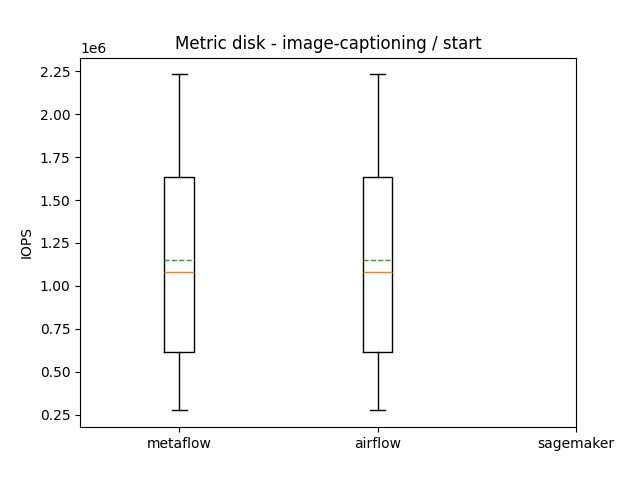 Metric disk - image-captioning / start
1e6
2.25
2.00
1.75
1.50
1.25
1.00
0.75
0.50
0.25
IOPS
metaflow airflow sagemaker